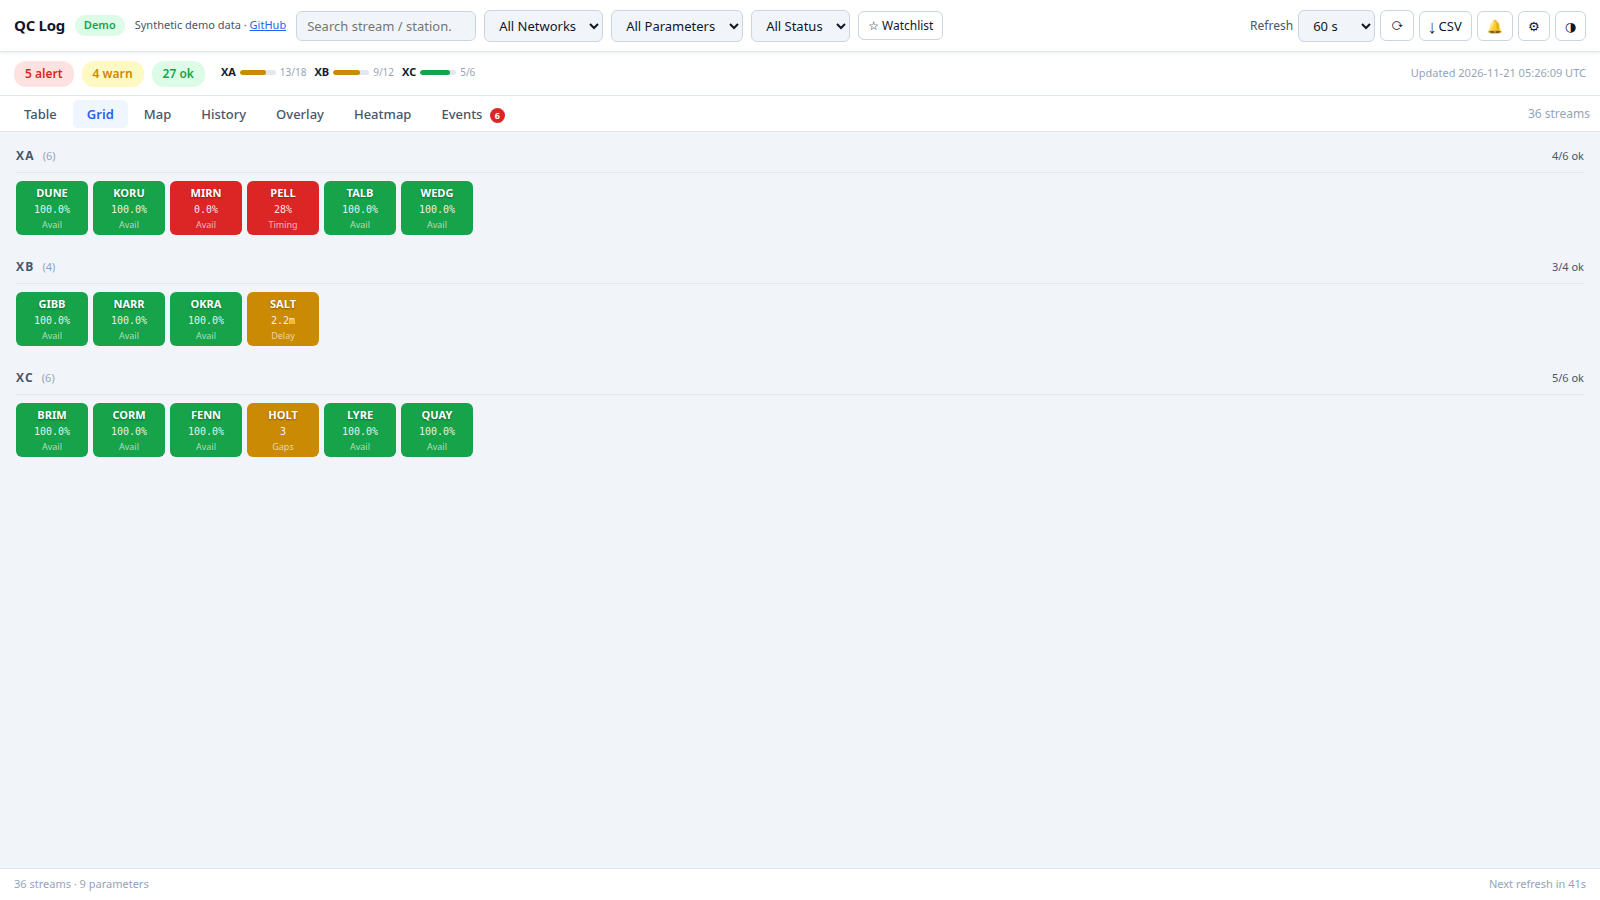 QC Log Demo Synthetic demo data · GitHub Search stream / station. All Networks All Parameters All Status ☆ Watchlist Refresh 60 s ⟳ ↓ CSV 🔔 ⚙ ◑
5 alert 4 warn 27 ok XA 13/18 XB 9/12 XC 5/6 Updated 2026-11-21 05:26:09 UTC
Table Grid Map History Overlay Heatmap Events 6 36 streams
XA (6) 4/6 ok
DUNE KORU MIRN PELL TALB WEDG
100.0% 100.0% 0.0% 28% 100.0% 100.0%
Avail Avail Avail Timing Avail Avail
XB (4) 3/4 ok
GIBB NARR OKRA SALT
100.0% 100.0% 100.0% 2.2m
Avail Avail Avail Delay
XC (6) 5/6 ok
BRIM CORM FENN HOLT LYRE QUAY
100.0% 100.0% 100.0% 3 100.0% 100.0%
Avail Avail Avail Gaps Avail Avail
36 streams · 9 parameters Next refresh in 41s